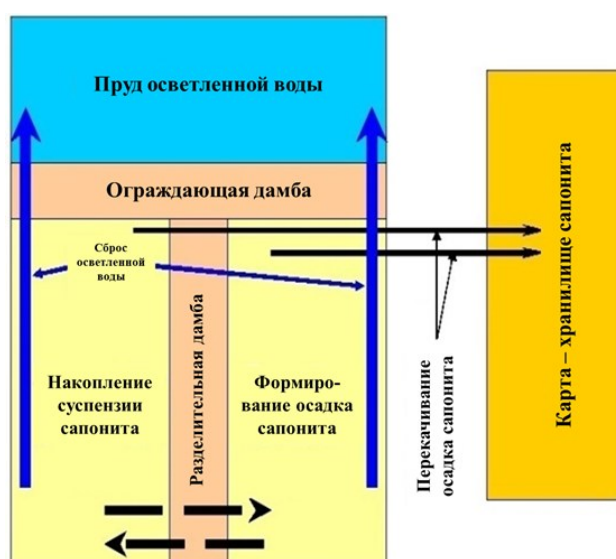 Пруд осветленной воды
Ограждающая дамба
Сброс
осветленной
воды
Накопление
суспензии
сапонита
Разделительная дамба
Формиро-
вание осадка
сапонита
Перекачивание
осадка сапонита
Карта – хранилище сапонита